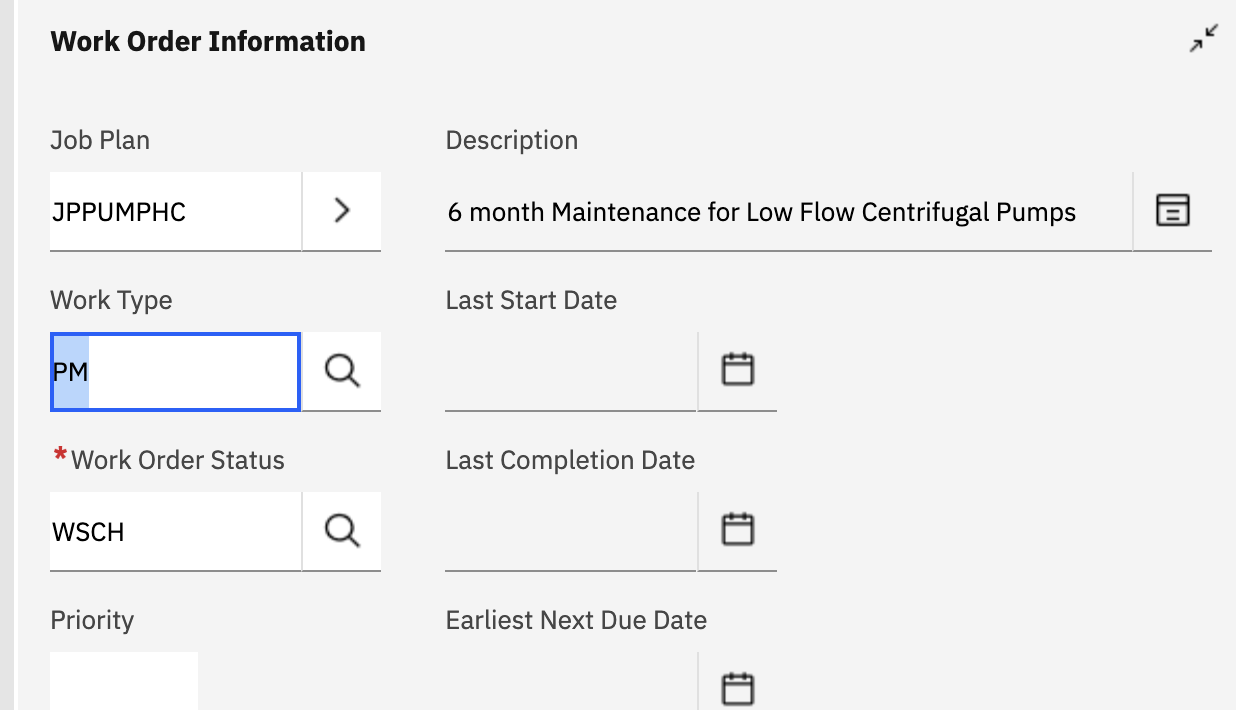 Work Order Information
Job Plan
Description
JPPUMPHC
6 month Maintenance for Low Flow Centrifugal Pumps
Work Type
Last Start Date
PM
*Work Order Status
Last Completion Date
WSCH
Priority
Earliest Next Due Date